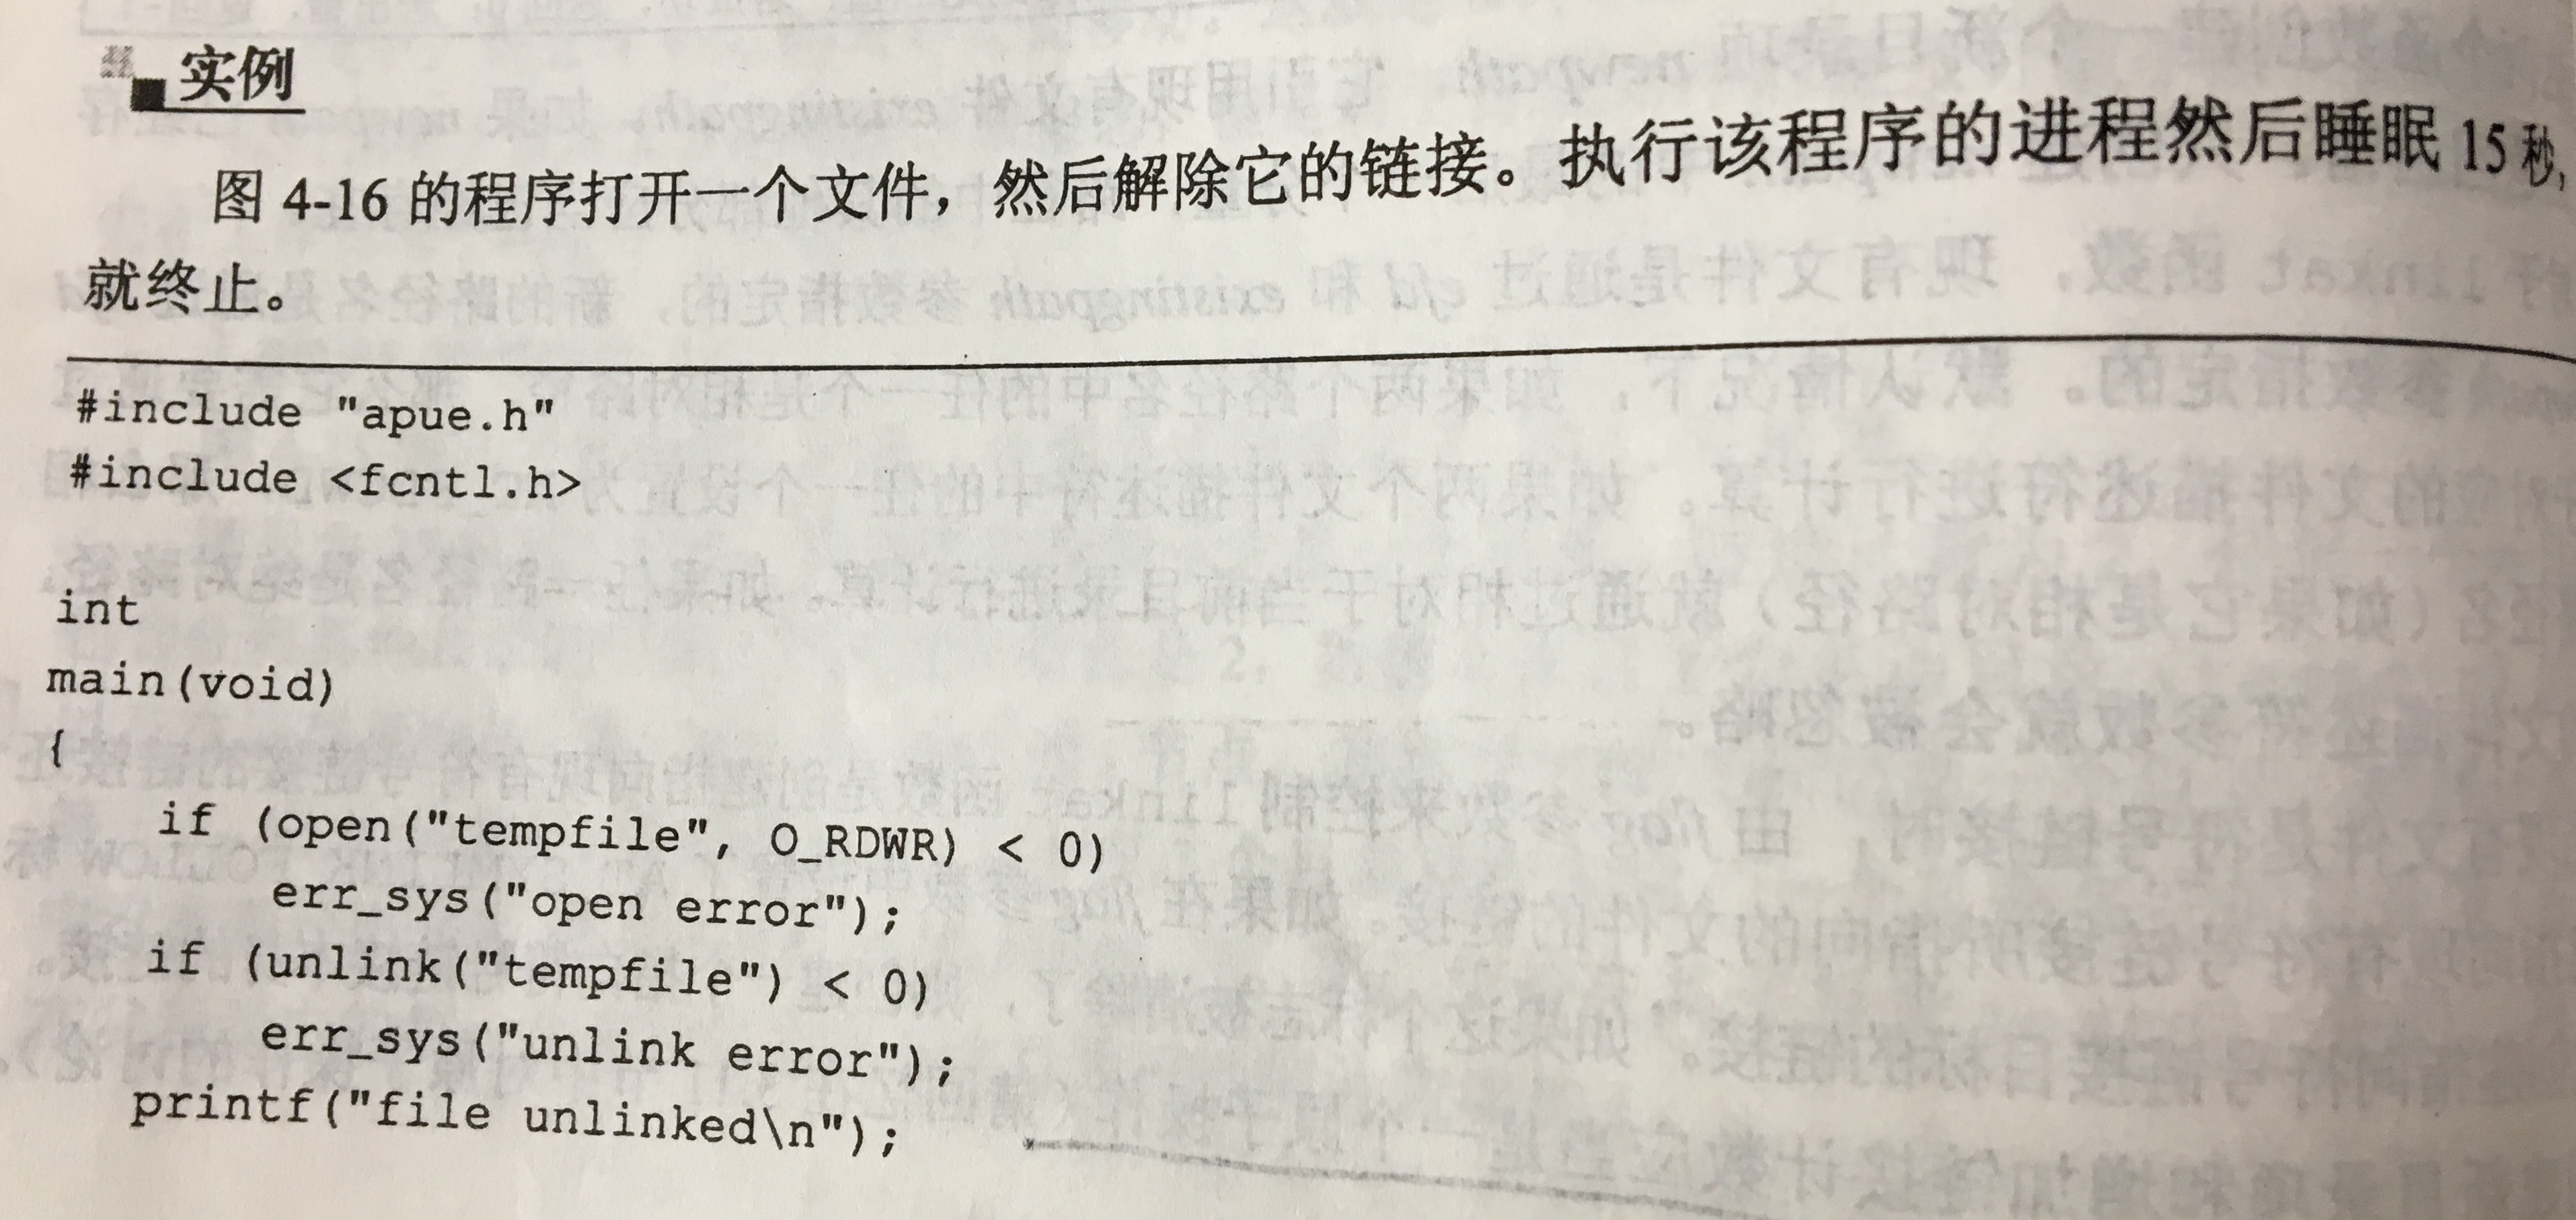 实例
图 4-16 的程序打开一个文件，然后解除它的链接。执行该程序的进程然后睡眠 15 秒，
就终止。
#include "apue.h"
#include <fcntl.h>
int
main(void)
{
if (open("tempfile", O_RDWR) < 0)
err_sys("open error");
if (unlink("tempfile") < 0)
err_sys("unlink error");
printf("file unlinked\n");